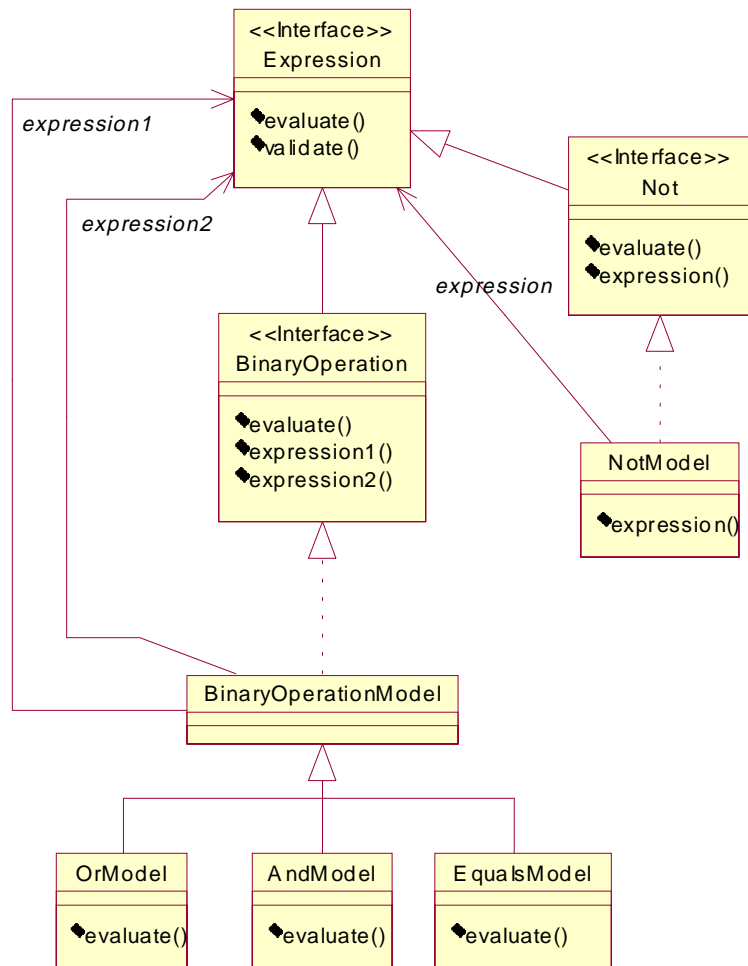 <<Interface>>
Expression
evaluate()
validate()
expression1
expression2
<<Interface>>
Not
evaluate()
expression()
expression
<<Interface>>
BinaryOperation
evaluate()
expression1()
expression2()
NotModel
expression()
BinaryOperationModel
OrModel
evaluate()
AndModel
evaluate()
EqualsModel
evaluate()